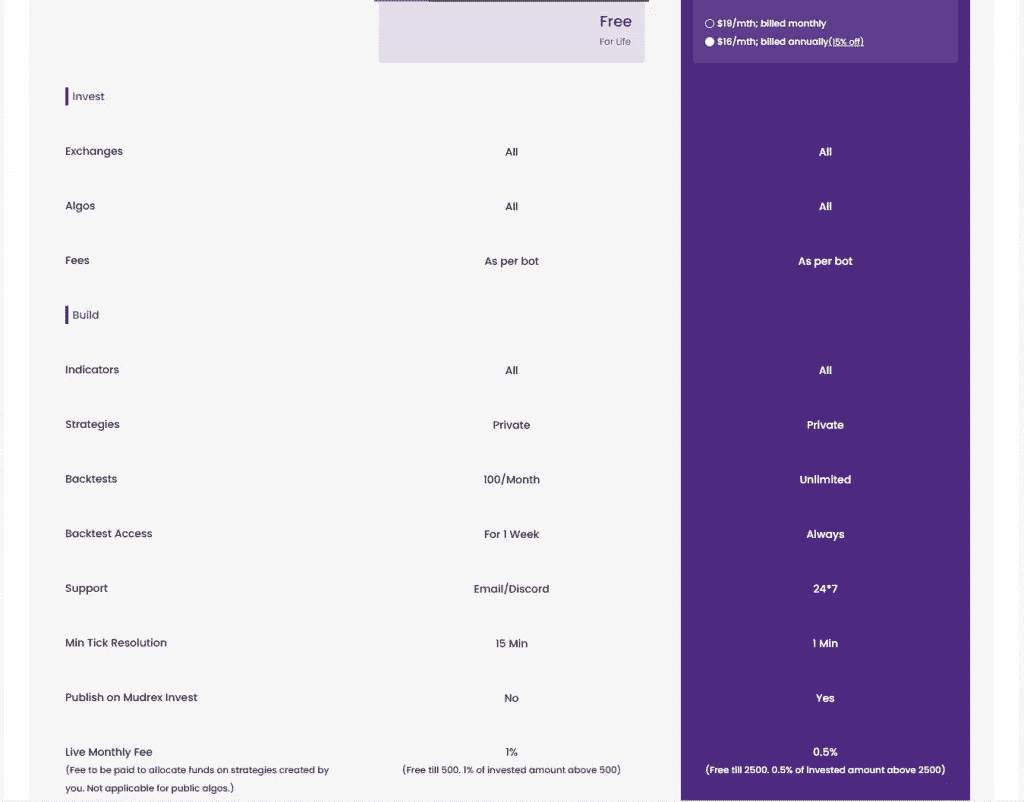 Free
For Life
$19/mth; billed monthly
$16/mth; billed annually(15% off)
Invest
Exchanges All All
Algos All All
Fees As per bot As per bot
Build
Indicators All All
Strategies Private Private
Backtests 100/Month Unlimited
Backtest Access For 1 Week Always
Support Email/Discord 24*7
Min Tick Resolution 15 Min 1 Min
Publish on Mudrex Invest No Yes
Live Monthly Fee 1% 0.5%
(Fee to be paid to allocate funds on strategies created by (Free till 500. 1% of invested amount above 500) (Free till 2500. 0.5% of invested amount above 2500)
you. Not applicable for public algos.)